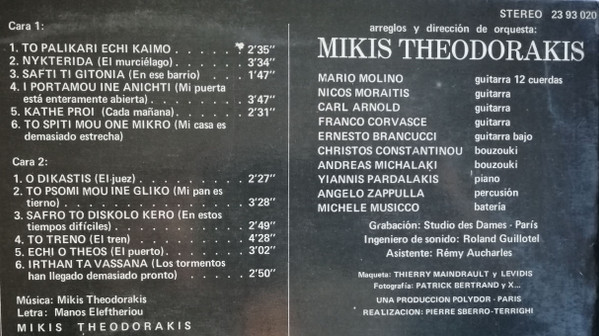 Cara 1:
1. TO PALIKARI ECHI KAIMO . . . . . . 2'35"
2. NYKTERIDA (El murciélago) . . . . . 3'34"
3. SAFTI TI GITONIA (En ese barrio) . . 1'47"
4. I PORTAMOU INE ANICHTI (Mi puerta
está enteramente abierta) . . . . . . . 3'47"
5. KATHE PROI (Cada mañana) . . . . . 2'31"
6. TO SPITI MOU ONE MIKRO (Mi casa es
demasiado estrecha)
Cara 2:
1. O DIKASTIS (El juez) . . . . . . . . 2'27"
2. TO PSOMI MOU INE GLIKO (Mi pan es
tierno) . . . . . . . . . . . . . . 3'28"
3. SAFRO TO DISKOLO KERO (En estos
tiempos difíciles) . . . . . . . . . . 2'49"
4. TO TRENO (El tren) . . . . . . . . . 4'28"
5. ECHI O THEOS (El puerto) . . . . . . 3'02"
6. IRTHAN TA VASSANA (Los tormentos
han llegado demasiado pronto) . . . . 2'50"
Música: Mikis Theodorakis
Letra: Manos Eleftheriou
MIKIS THEODORAKIS
STEREO 23 93 020
arreglos y dirección de orquesta:
MIKIS THEODORAKIS
MARIO MOLINO guitarra 12 cuerdas
NICOS MORAITIS guitarra
CARL ARNOLD guitarra
FRANCO CORVASCE guitarra
ERNESTO BRANCUCCI guitarra bajo
CHRISTOS CONSTANTINOU bouzouki
ANDREAS MICHALAKI bouzouki
YIANNIS PARDALAKIS piano
ANGELO ZAPPULLA percusión
MICHELE MUSICCO batería
Grabación: Studio des Dames - París
Ingeniero de sonido: Roland Guillotel
Asistente: Rémy Aucharles
Maqueta: THIERRY MAINDRAULT y LEVIDIS
Fotografía: PATRICK BERTRAND y X...
UNA PRODUCCION POLYDOR - PARIS
REALIZACION: PIERRE SBERRO-TERRIGHI